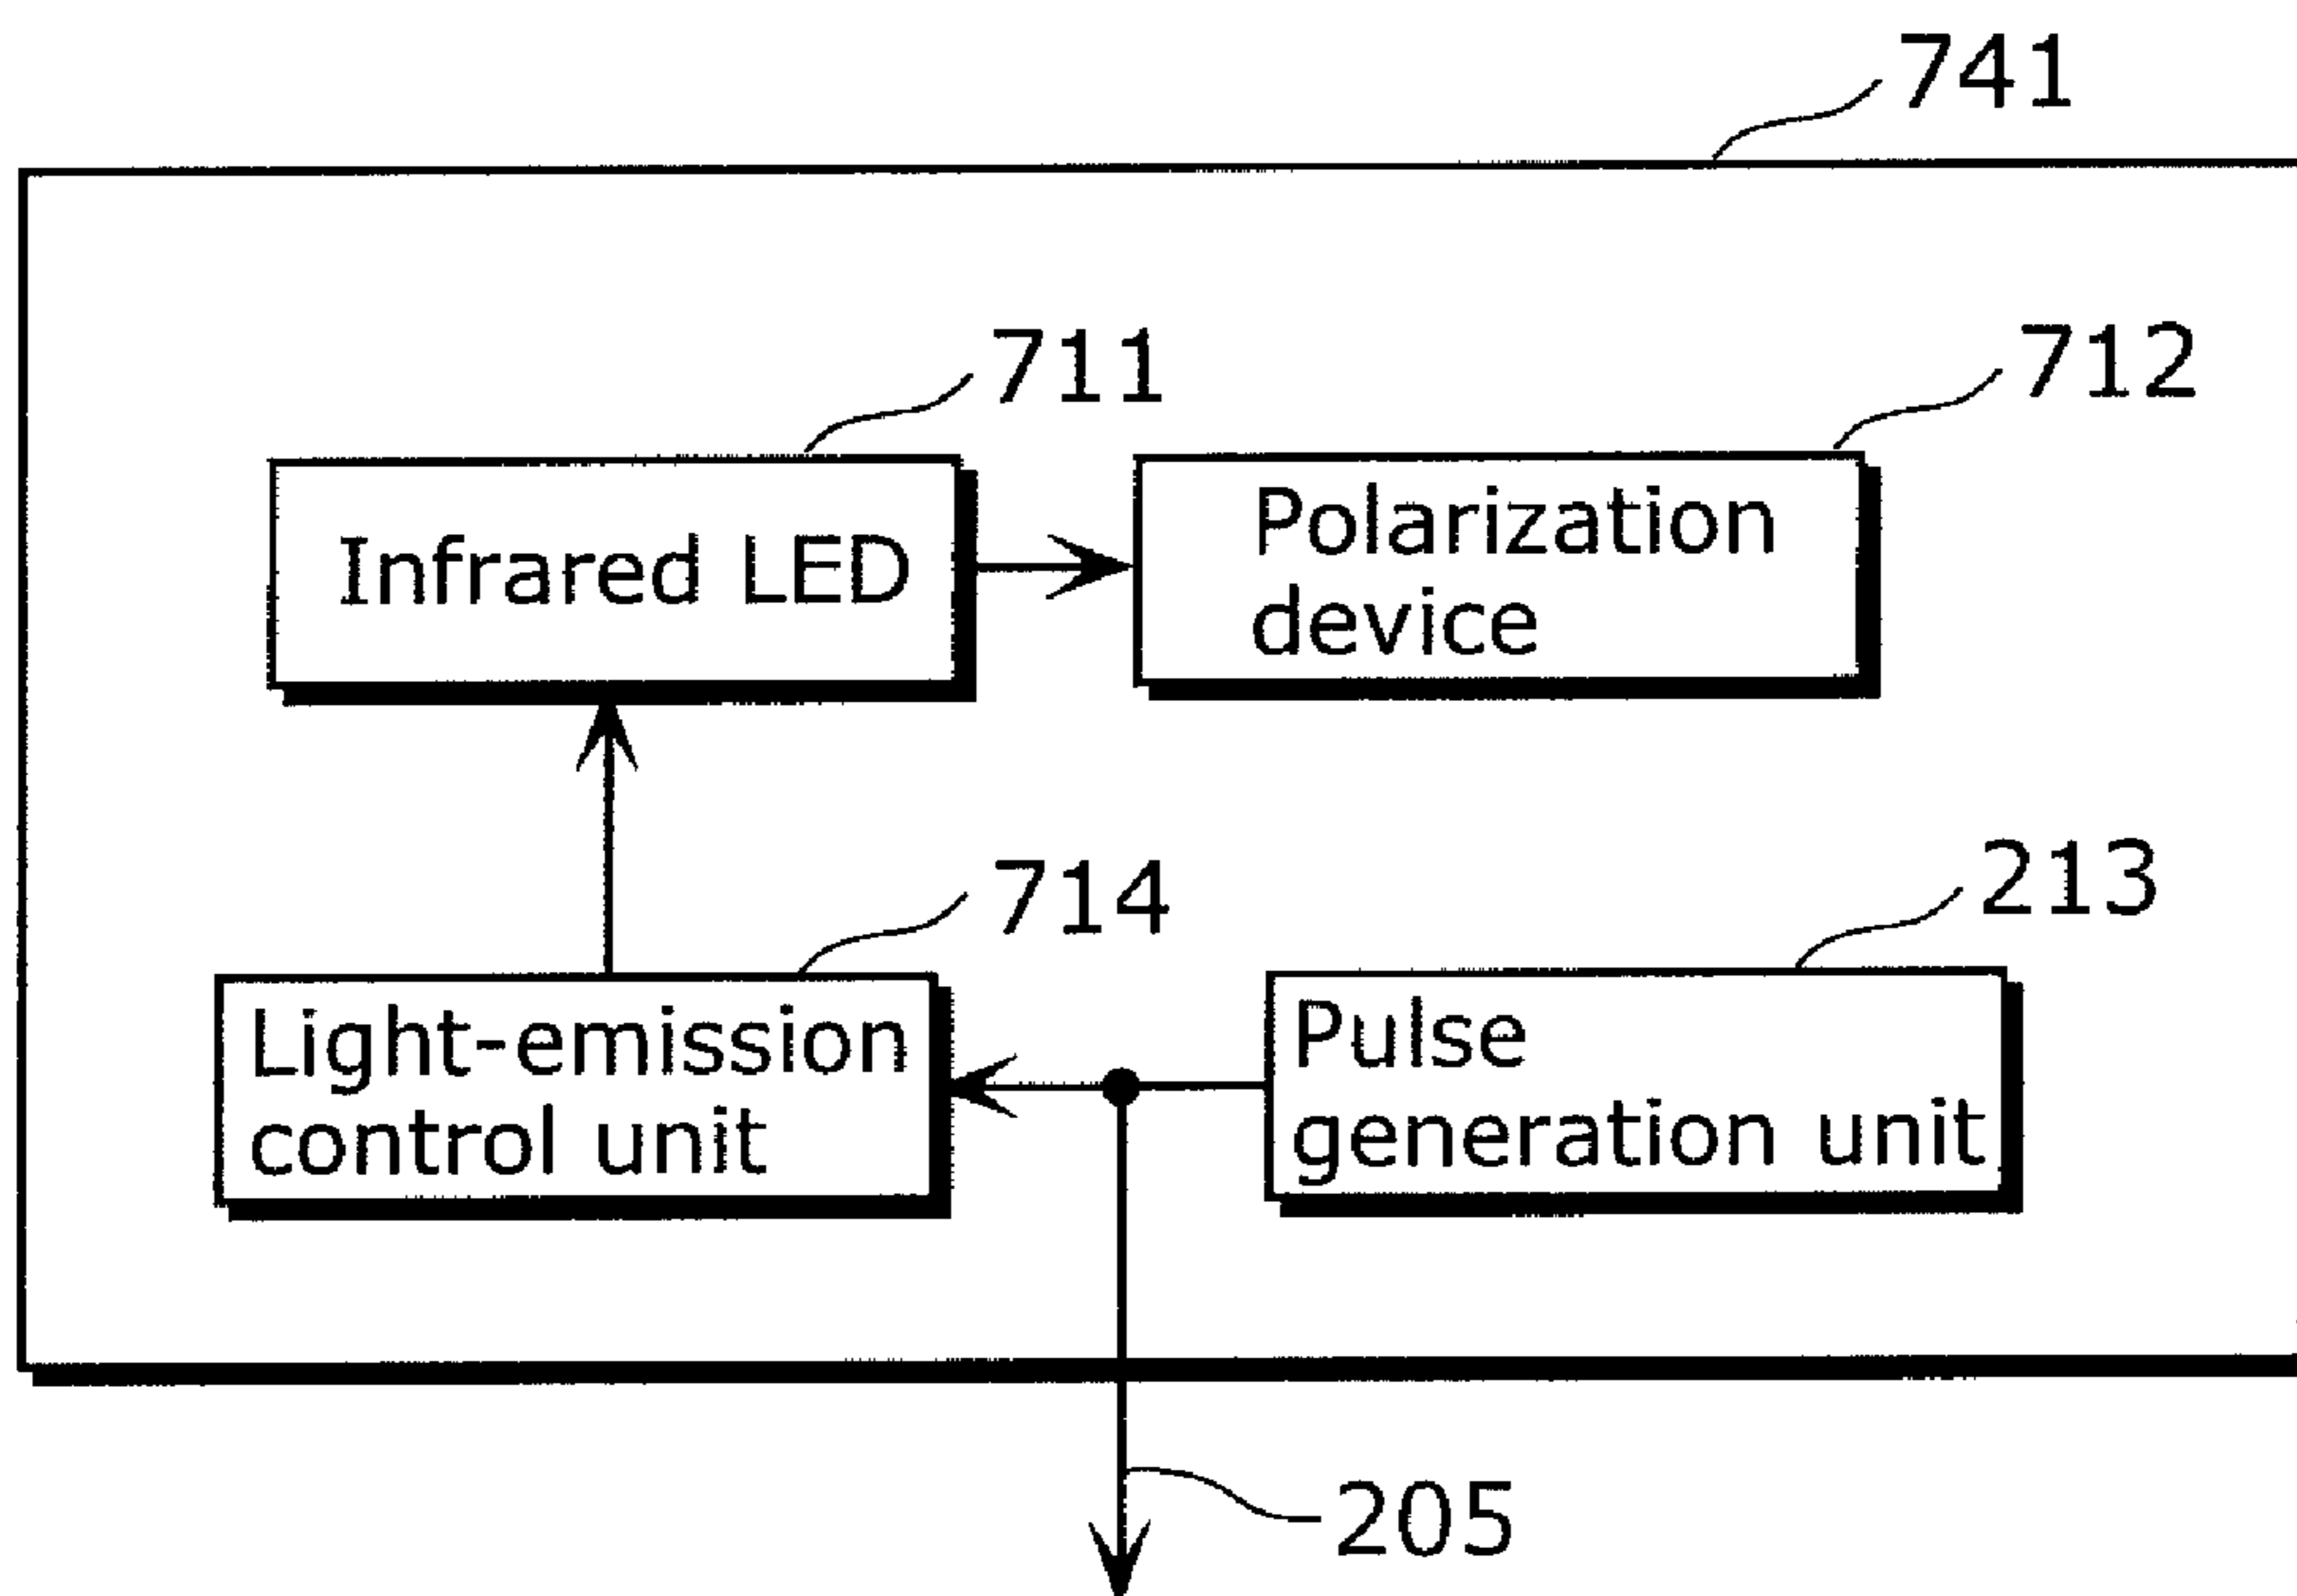 741
711
712
Infrared LED
Polarization
device
714
213
Light-emission
control unit
Pulse
generation unit
205